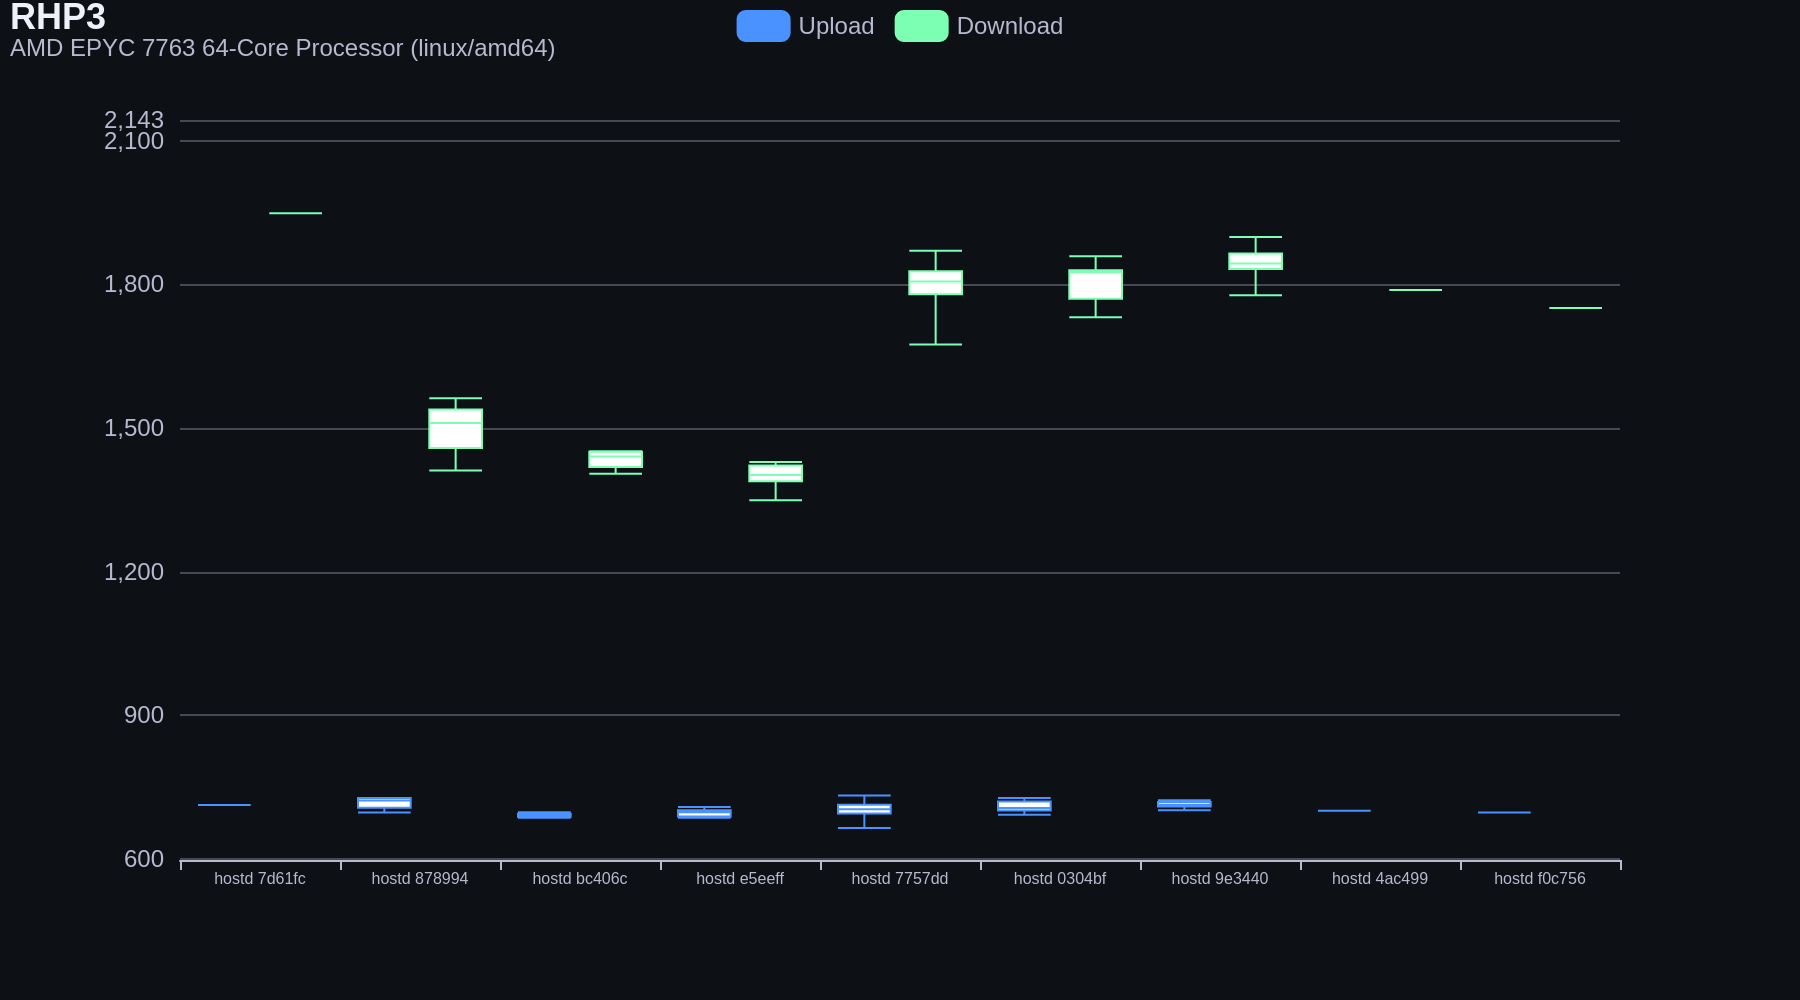 RHP3
AMD EPYC 7763 64-Core Processor (linux/amd64)
Upload
Download
2,143
2,100
1,800
1,500
1,200
900
600
hostd 7d61fc
hostd 878994
hostd bc406c
hostd e5eeff
hostd 7757dd
hostd 0304bf
hostd 9e3440
hostd 4ac499
hostd f0c756